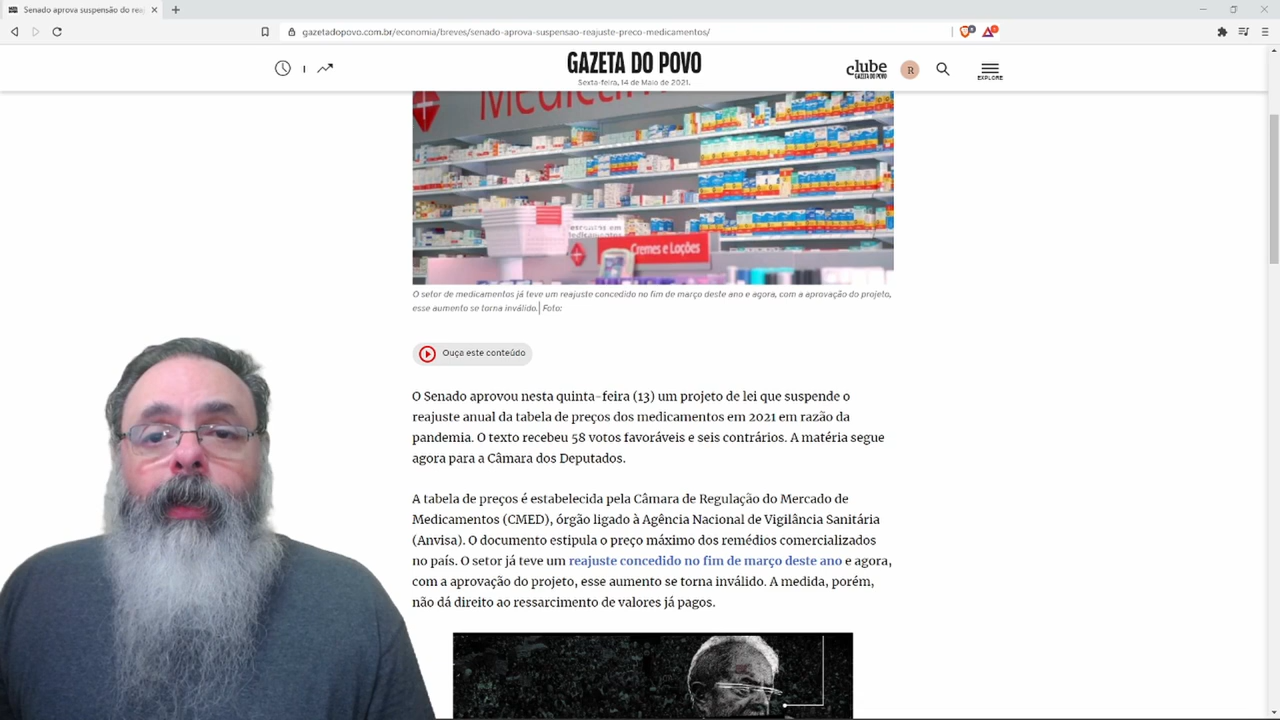 Senado aprova suspensão do rea
gazetadopovo.com.br/economia/breves/senado-aprova-suspensao-reajuste-preco-medicamentos/
GAZETA DO POVO
Sexta-feira, 14 de Maio de 2021.
clube
GAZETA DO POVO
R
EXPLORE
Cremes e Loções
O setor de medicamentos já teve um reajuste concedido no fim de março deste ano e agora, com a aprovação do projeto,
esse aumento se torna inválido.| Foto:
Ouça este conteúdo
O Senado aprovou nesta quinta-feira (13) um projeto de lei que suspende o
reajuste anual da tabela de preços dos medicamentos em 2021 em razão da
pandemia. O texto recebeu 58 votos favoráveis e seis contrários. A matéria segue
agora para a Câmara dos Deputados.
A tabela de preços é estabelecida pela Câmara de Regulação do Mercado de
Medicamentos (CMED), órgão ligado à Agência Nacional de Vigilância Sanitária
(Anvisa). O documento estipula o preço máximo dos remédios comercializados
no país. O setor já teve um reajuste concedido no fim de março deste ano e agora,
com a aprovação do projeto, esse aumento se torna inválido. A medida, porém,
não dá direito ao ressarcimento de valores já pagos.